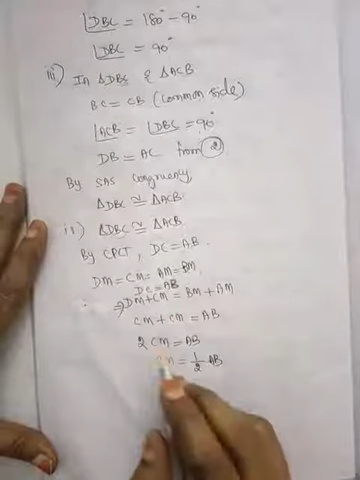 ∠DBC = 180° - 90°
∠DBC = 90°
iii) In ΔDBC & ΔACB
BC = CB (common side)
∠ACB = ∠DBC = 90°
DB = AC from ②
By SAS congruency
ΔDBC ≅ ΔACB
iv) ΔDBC ≅ ΔACB
By CPCT, DC = AB.
DM = CM = AM = BM,
DC = AB
∴ ⇒ DM + CM = BM + AM
CM + CM = AB
2 CM = AB
CM = 1/2 AB